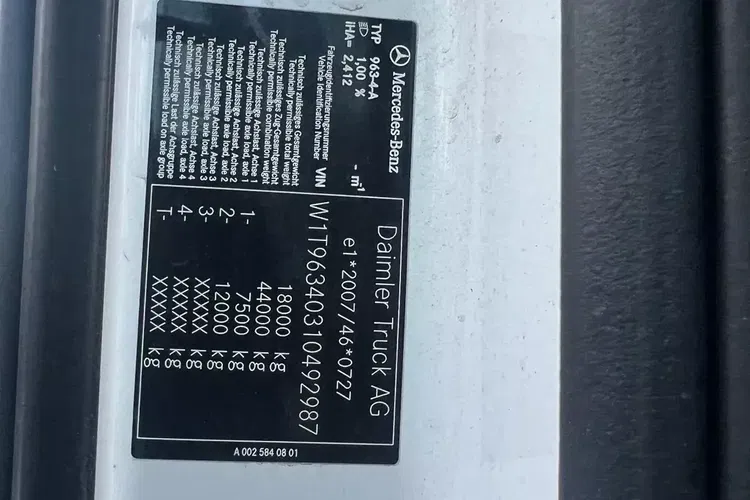 Mercedes-Benz
TYP 963-4-A
1,00 %
- m-1
iHA= 2,412
Fahrzeugidentifizierungsnummer
Vehicle Identification Number VIN
Technisch zulässiges Gesamtgewicht
Technically permissible total weight
Technisch zulässiges Zug-Gesamtgewicht
Technically permissible combination weight
Technisch zulässige Achslast, Achse 1
Technically permissible axle load, axle 1
Technisch zulässige Achslast, Achse 2
Technically permissible axle load, axle 2
Technisch zulässige Achslast, Achse 3
Technically permissible axle load, axle 3
Technisch zulässige Achslast, Achse 4
Technically permissible axle load, axle 4
Technisch zulässige Last der Achsgruppe
Technically permissible load on axle group
Daimler Truck AG
e1*2007/46*0727
W1T96340310492987
18000 kg
44000 kg
1- 7500 kg
2- 12000 kg
3- XXXXX kg
4- XXXXX kg
T- XXXXX kg
A 002 584 08 01